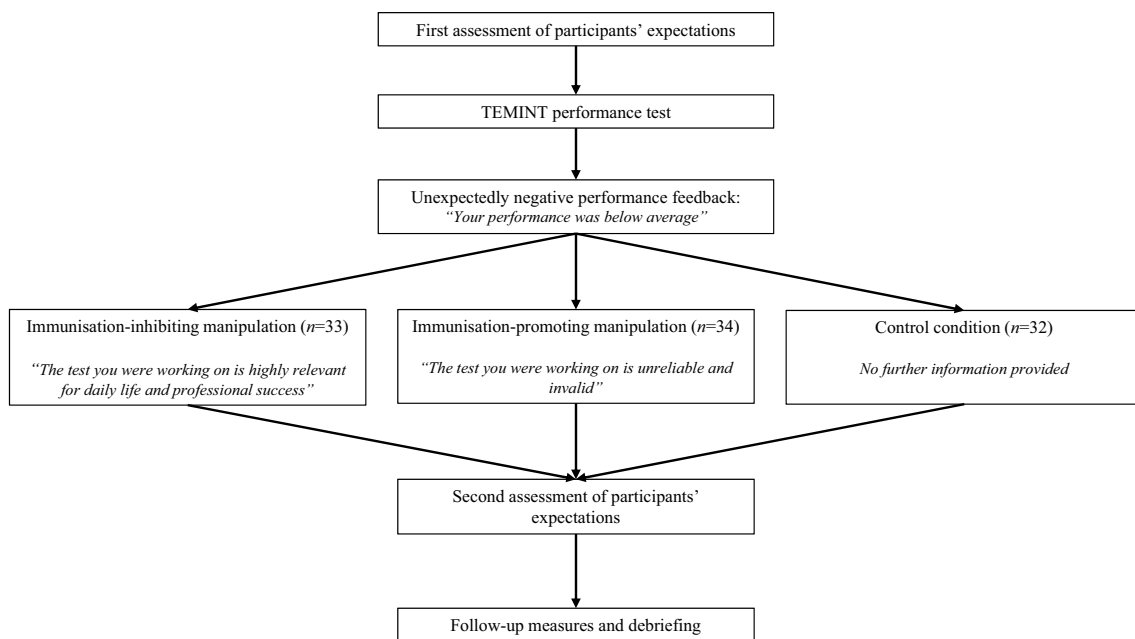 First assessment of participants’ expectations
TEMINT performance test
Unexpectedly negative performance feedback:
“Your performance was below average”
Immunisation-inhibiting manipulation (n=33)
“The test you were working on is highly relevant
for daily life and professional success”
Immunisation-promoting manipulation (n=34)
“The test you were working on is unreliable and
invalid”
Control condition (n=32)
No further information provided
Second assessment of participants’
expectations
Follow-up measures and debriefing